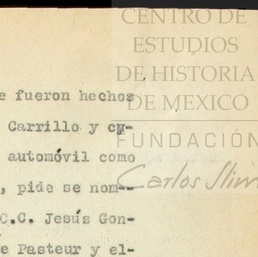 CENTRO DE
ESTUDIOS
DE HISTORIA
DE MEXICO
FUNDACIÓN
Carlos Slim
e fueron hechos
Carrillo y cu-
automóvil como
, pide se nom--
.C. Jesús Gon-
e Pasteur y el-